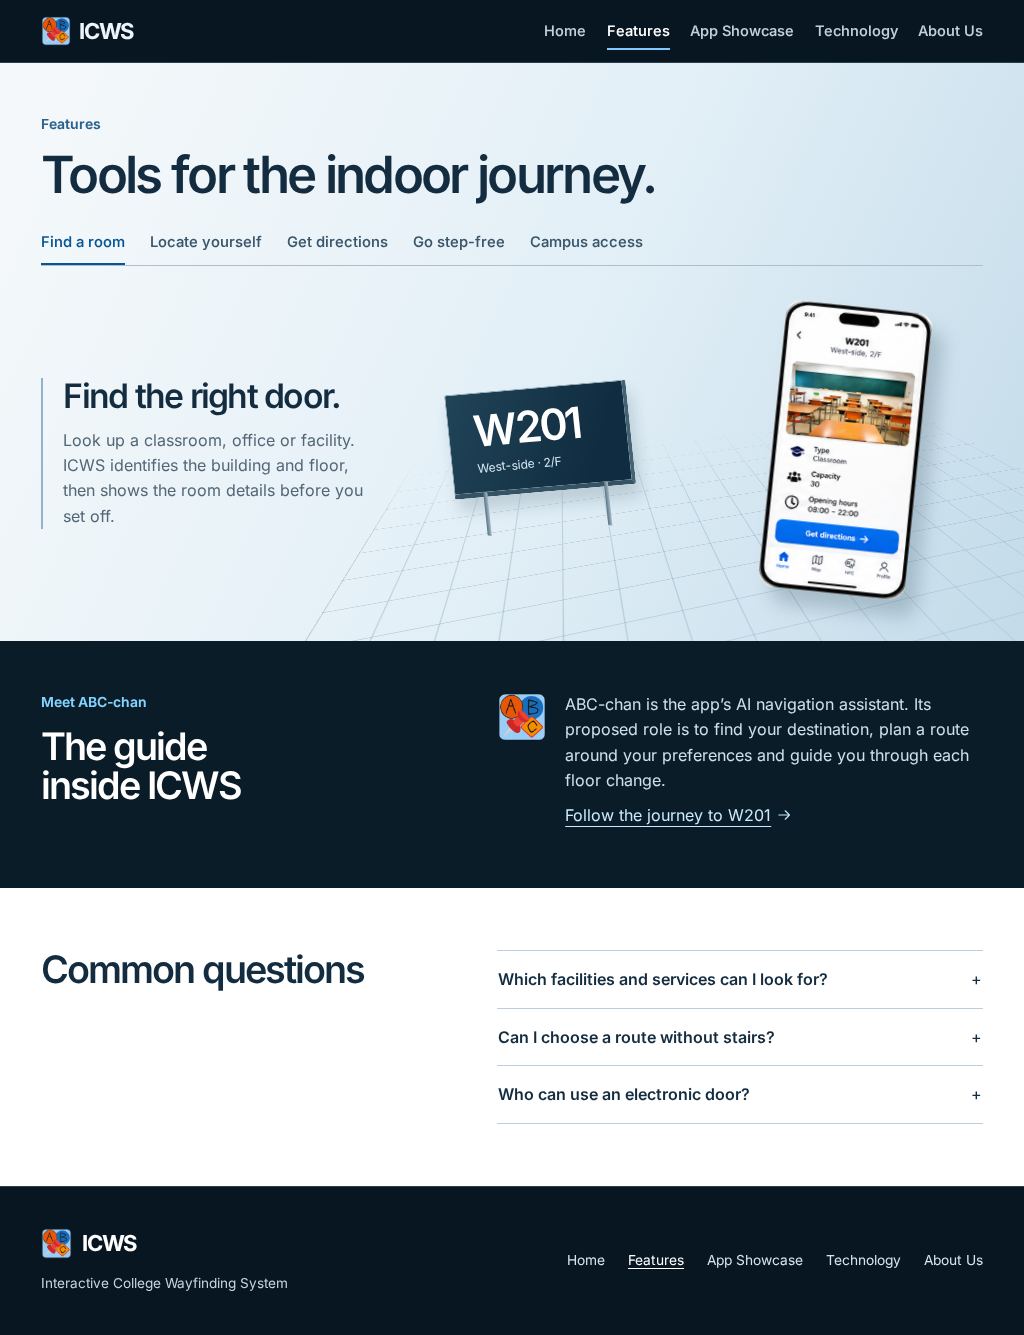 ICWS
Home Features App Showcase Technology About Us
Features
Tools for the indoor journey.
Find a room Locate yourself Get directions Go step-free Campus access
Find the right door.
Look up a classroom, office or facility.
ICWS identifies the building and floor,
then shows the room details before you
set off.
W201
West-side · 2/F
9:41
W201
West-side, 2/F
Type
Classroom
Capacity
30
Opening hours
08:00 – 22:00
Get directions →
Home Map NFC Profile
Meet ABC-chan
The guide
inside ICWS
A B C
ABC-chan is the app’s AI navigation assistant. Its
proposed role is to find your destination, plan a route
around your preferences and guide you through each
floor change.
Follow the journey to W201 →
Common questions
Which facilities and services can I look for? +
Can I choose a route without stairs? +
Who can use an electronic door? +
ICWS
Interactive College Wayfinding System
Home Features App Showcase Technology About Us